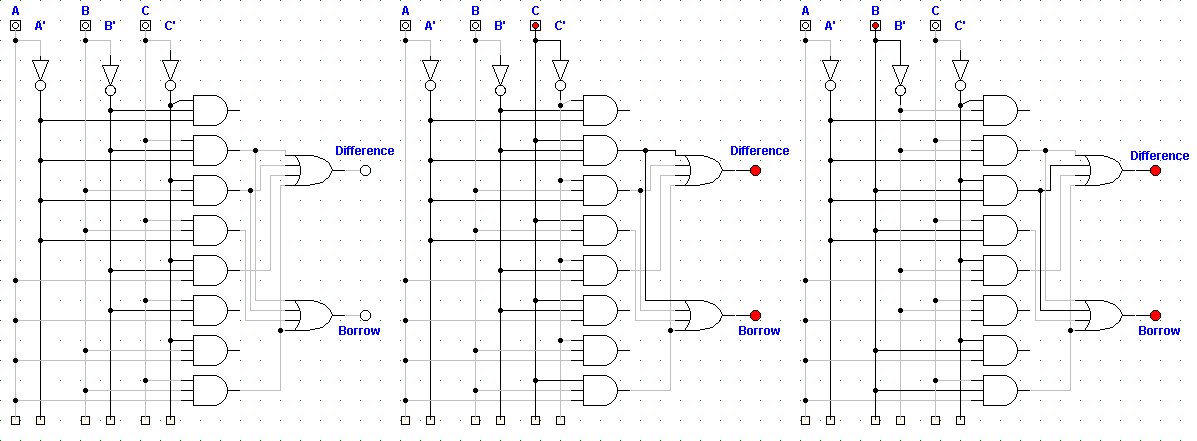 A B C A B C A B C
A' B' C' A' B' C' A' B' C'
Difference Difference Difference
Borrow Borrow Borrow